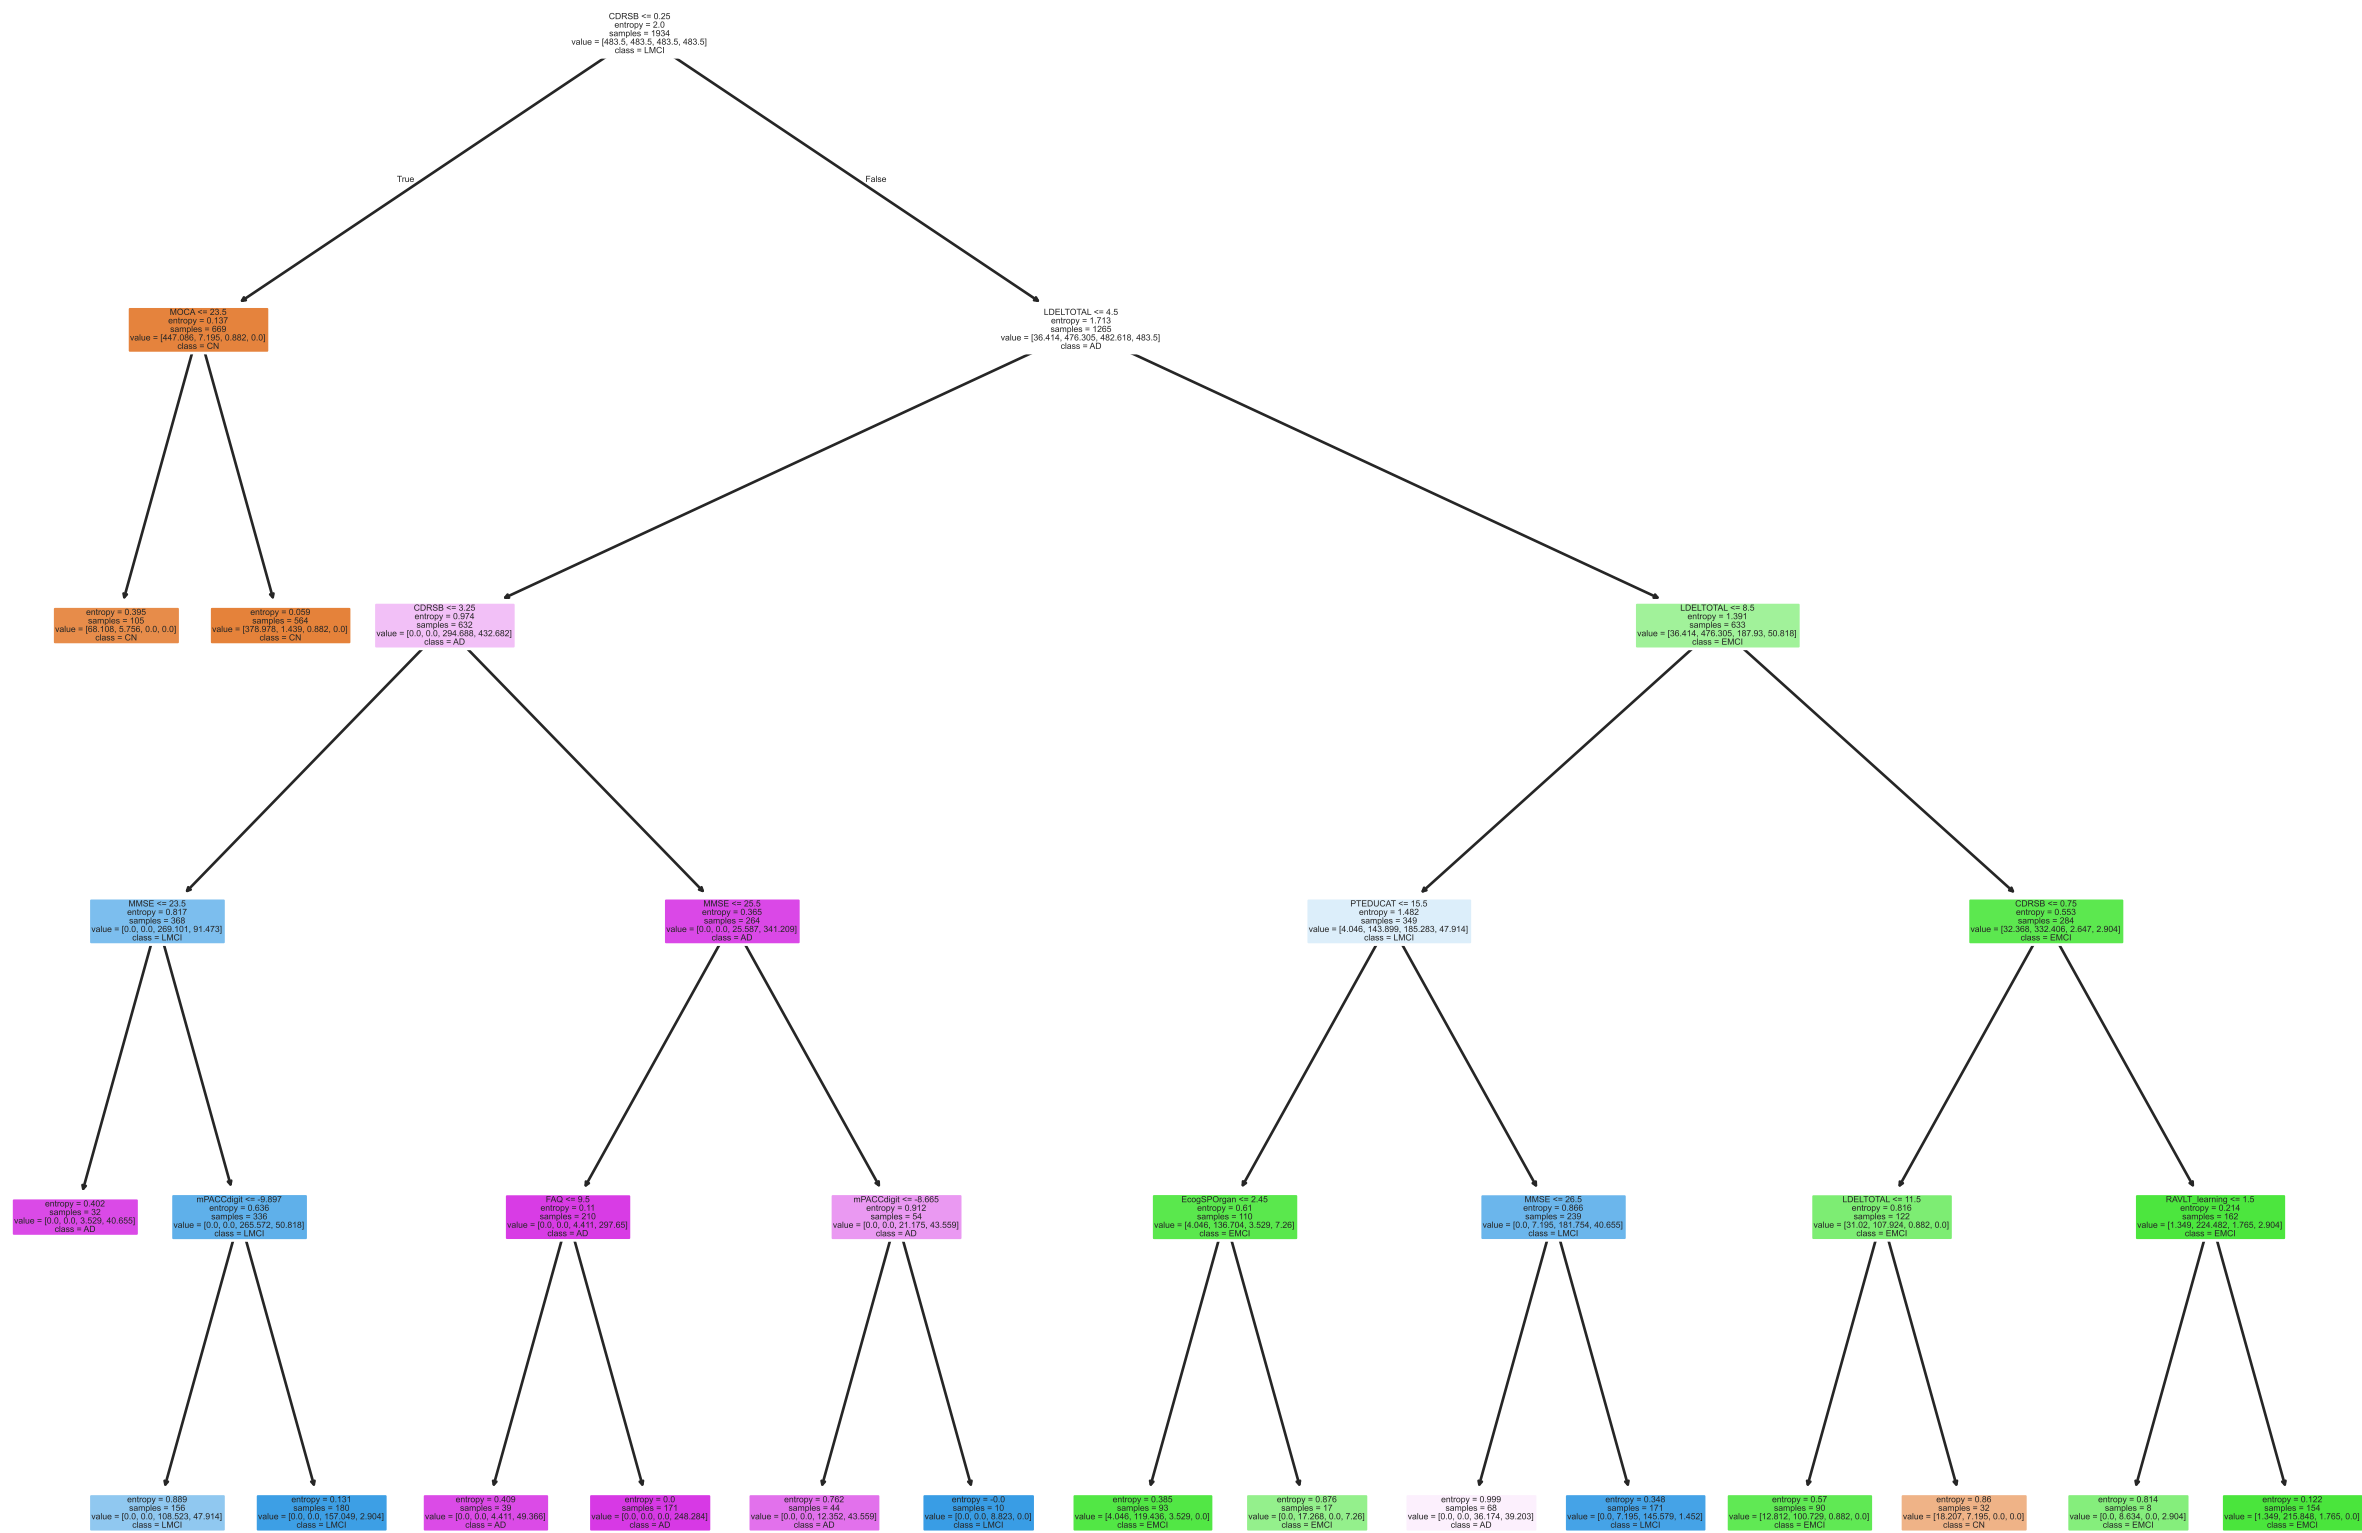 CDRSB <= 0.25
entropy = 2.0
samples = 1934
value = [483.5, 483.5, 483.5, 483.5]
class = LMCI
True
False
MOCA <= 23.5
entropy = 0.137
samples = 669
value = [447.086, 7.195, 0.882, 0.0]
class = CN
LDELTOTAL <= 4.5
entropy = 1.713
samples = 1265
value = [36.414, 476.305, 482.618, 483.5]
class = AD
entropy = 0.395
samples = 105
value = [68.108, 5.756, 0.0, 0.0]
class = CN
entropy = 0.059
samples = 564
value = [378.978, 1.439, 0.882, 0.0]
class = CN
CDRSB <= 3.25
entropy = 0.974
samples = 632
value = [0.0, 0.0, 294.688, 432.682]
class = AD
LDELTOTAL <= 8.5
entropy = 1.391
samples = 633
value = [36.414, 476.305, 187.93, 50.818]
class = EMCI
MMSE <= 23.5
entropy = 0.817
samples = 368
value = [0.0, 0.0, 269.101, 91.473]
class = LMCI
MMSE <= 25.5
entropy = 0.365
samples = 264
value = [0.0, 0.0, 25.587, 341.209]
class = AD
PTEDUCAT <= 15.5
entropy = 1.482
samples = 349
value = [4.046, 143.899, 185.283, 47.914]
class = LMCI
CDRSB <= 0.75
entropy = 0.553
samples = 284
value = [32.368, 332.406, 2.647, 2.904]
class = EMCI
entropy = 0.402
samples = 32
value = [0.0, 0.0, 3.529, 40.655]
class = AD
mPACCdigit <= -9.897
entropy = 0.636
samples = 336
value = [0.0, 0.0, 265.572, 50.818]
class = LMCI
FAQ <= 9.5
entropy = 0.11
samples = 210
value = [0.0, 0.0, 4.411, 297.65]
class = AD
mPACCdigit <= -8.665
entropy = 0.912
samples = 54
value = [0.0, 0.0, 21.175, 43.559]
class = AD
EcogSPOrgan <= 2.45
entropy = 0.61
samples = 110
value = [4.046, 136.704, 3.529, 7.26]
class = EMCI
MMSE <= 26.5
entropy = 0.866
samples = 239
value = [0.0, 7.195, 181.754, 40.655]
class = LMCI
LDELTOTAL <= 11.5
entropy = 0.816
samples = 122
value = [31.02, 107.924, 0.882, 0.0]
class = EMCI
RAVLT_learning <= 1.5
entropy = 0.214
samples = 162
value = [1.349, 224.482, 1.765, 2.904]
class = EMCI
entropy = 0.889
samples = 156
value = [0.0, 0.0, 108.523, 47.914]
class = LMCI
entropy = 0.131
samples = 180
value = [0.0, 0.0, 157.049, 2.904]
class = LMCI
entropy = 0.409
samples = 39
value = [0.0, 0.0, 4.411, 49.366]
class = AD
entropy = 0.0
samples = 171
value = [0.0, 0.0, 0.0, 248.284]
class = AD
entropy = 0.762
samples = 44
value = [0.0, 0.0, 12.352, 43.559]
class = AD
entropy = -0.0
samples = 10
value = [0.0, 0.0, 8.823, 0.0]
class = LMCI
entropy = 0.385
samples = 93
value = [4.046, 119.436, 3.529, 0.0]
class = EMCI
entropy = 0.876
samples = 17
value = [0.0, 17.268, 0.0, 7.26]
class = EMCI
entropy = 0.999
samples = 68
value = [0.0, 0.0, 36.174, 39.203]
class = AD
entropy = 0.348
samples = 171
value = [0.0, 7.195, 145.579, 1.452]
class = LMCI
entropy = 0.57
samples = 90
value = [12.812, 100.729, 0.882, 0.0]
class = EMCI
entropy = 0.86
samples = 32
value = [18.207, 7.195, 0.0, 0.0]
class = CN
entropy = 0.814
samples = 8
value = [0.0, 8.634, 0.0, 2.904]
class = EMCI
entropy = 0.122
samples = 154
value = [1.349, 215.848, 1.765, 0.0]
class = EMCI